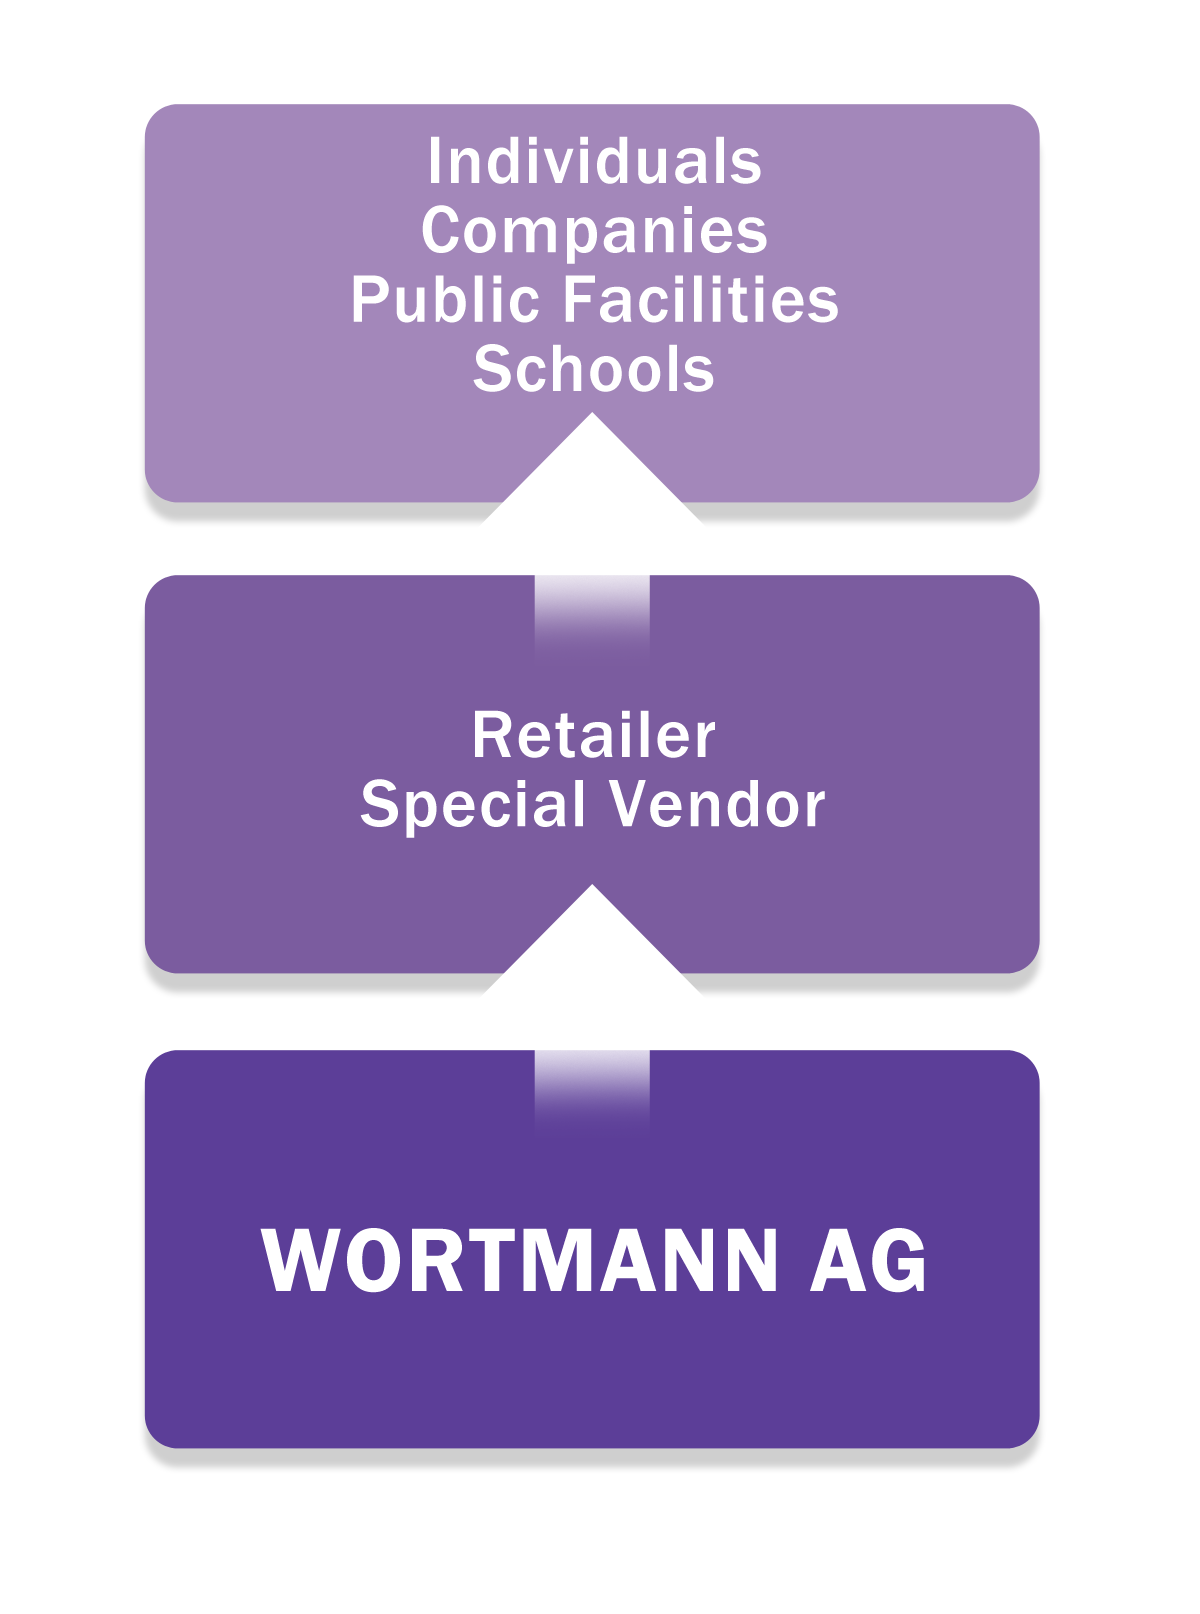 Individuals
Companies
Public Facilities
Schools
Retailer
Special Vendor
WORTMANN AG